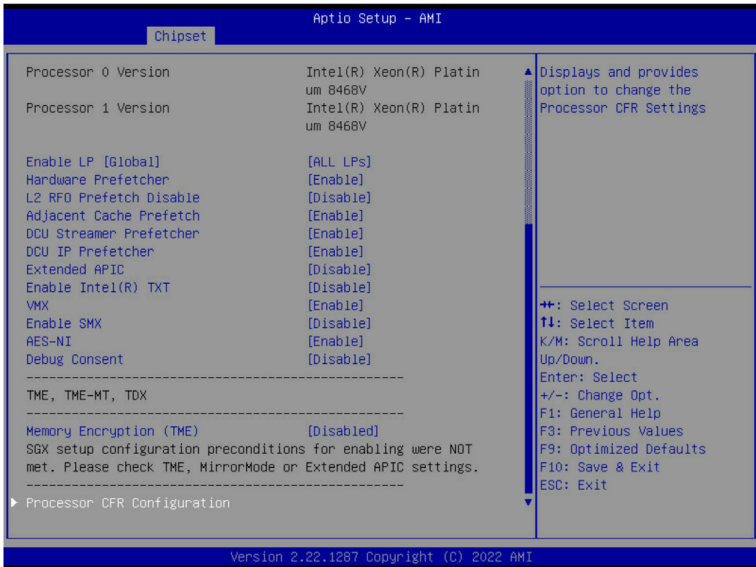 Aptio Setup – AMI
Chipset
Processor 0 Version Intel(R) Xeon(R) Platin
um 8468V
Processor 1 Version Intel(R) Xeon(R) Platin
um 8468V
Enable LP [Global] [ALL LPs]
Hardware Prefetcher [Enable]
L2 RFO Prefetch Disable [Disable]
Adjacent Cache Prefetch [Enable]
DCU Streamer Prefetcher [Enable]
DCU IP Prefetcher [Enable]
Extended APIC [Disable]
Enable Intel(R) TXT [Disable]
VMX [Enable]
Enable SMX [Disable]
AES-NI [Enable]
Debug Consent [Disable]
--------------------------------------------------
TME, TME-MT, TDX
--------------------------------------------------
Memory Encryption (TME) [Disabled]
SGX setup configuration preconditions for enabling were NOT
met. Please check TME, MirrorMode or Extended APIC settings.
--------------------------------------------------
Processor CFR Configuration
Displays and provides
option to change the
Processor CFR Settings
→←: Select Screen
↑↓: Select Item
K/M: Scroll Help Area
Up/Down.
Enter: Select
+/-: Change Opt.
F1: General Help
F3: Previous Values
F9: Optimized Defaults
F10: Save & Exit
ESC: Exit
Version 2.22.1287 Copyright (C) 2022 AMI